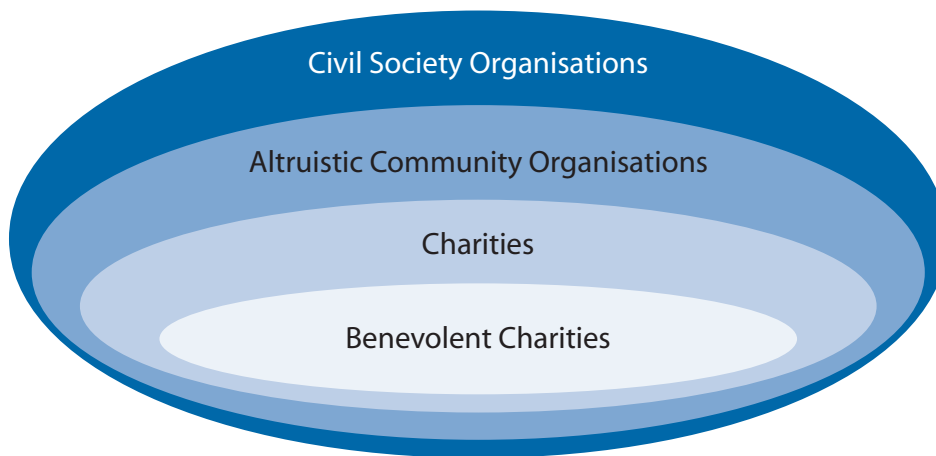 Civil Society Organisations
Altruistic Community Organisations
Charities
Benevolent Charities